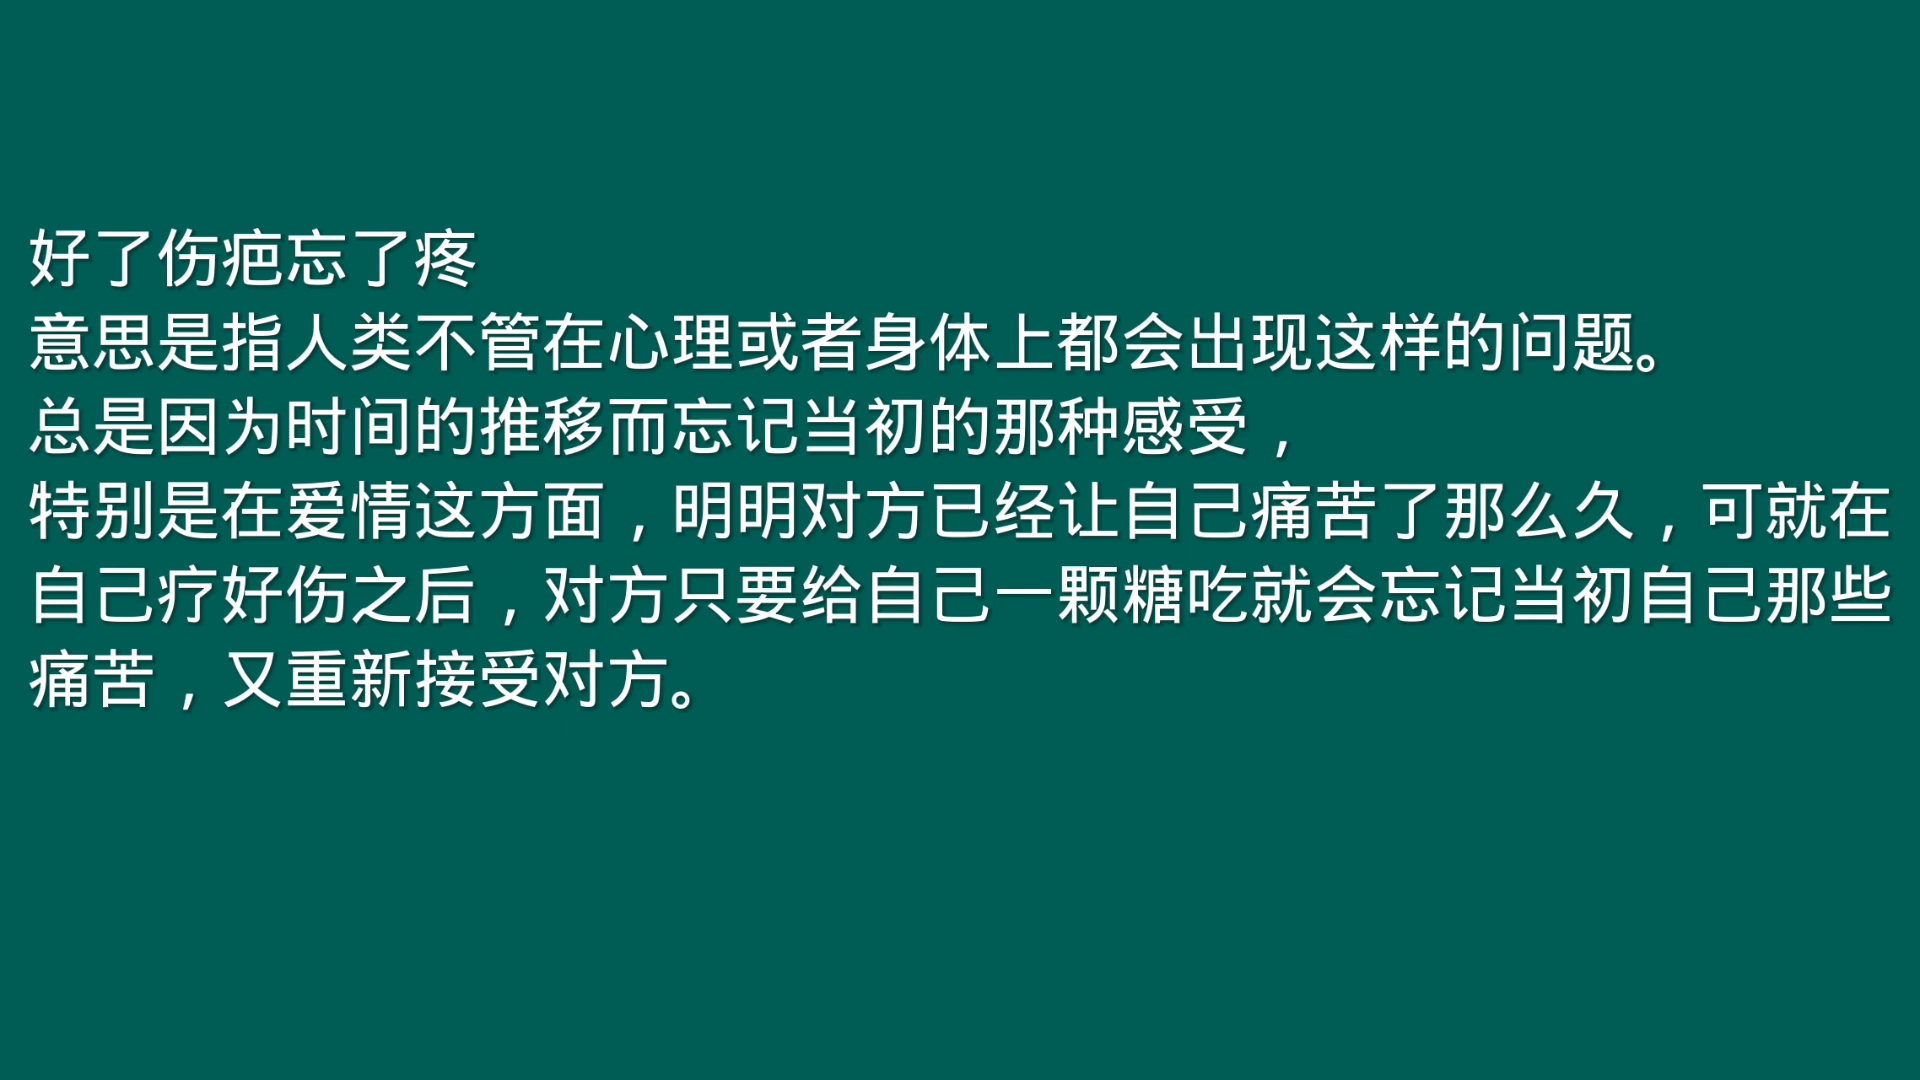 好了伤疤忘了疼
意思是指人类不管在心理或者身体上都会出现这样的问题。
总是因为时间的推移而忘记当初的那种感受，
特别是在爱情这方面，明明对方已经让自己痛苦了那么久，可就在
自己疗好伤之后，对方只要给自己一颗糖吃就会忘记当初自己那些
痛苦，又重新接受对方。